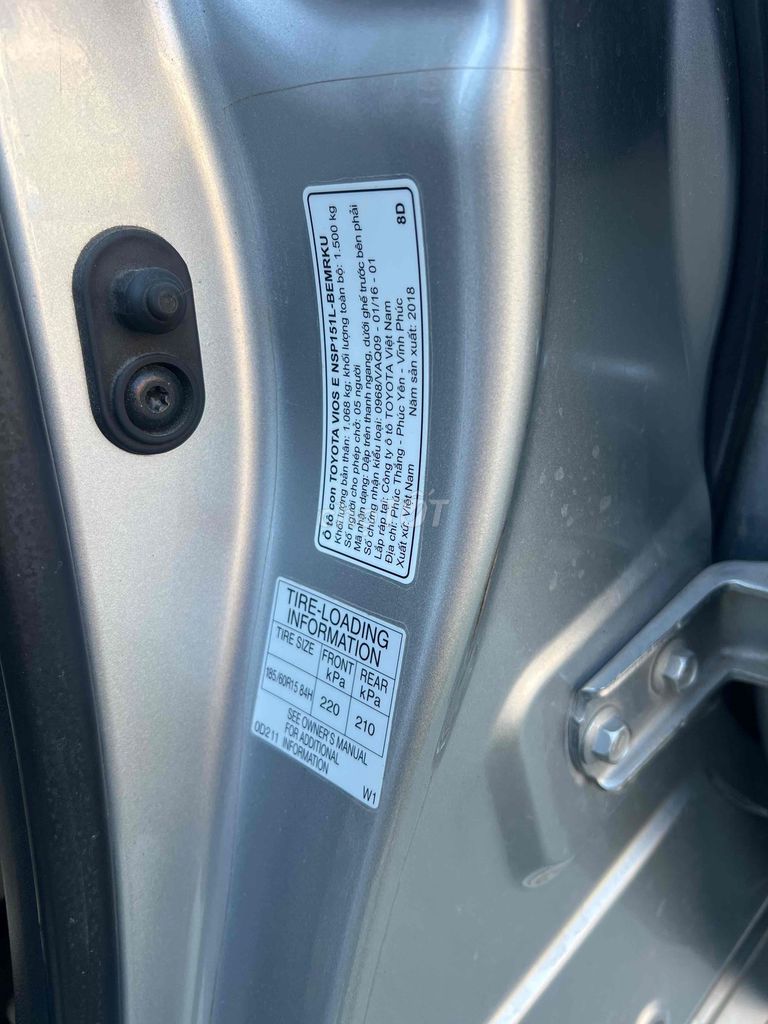 Ô tô con TOYOTA VIOS E NSP151L-BEMRKU
Khối lượng bản thân: 1.068 kg; khối lượng toàn bộ: 1.500 kg
Số người cho phép chở: 05 người
Mã nhận dạng: Dập trên thanh ngang, dưới ghế trước bên phải
Số chứng nhận kiểu loại: 0968/VAQ09 - 01/16 - 01
Lắp ráp tại: Công ty ô tô TOYOTA Việt Nam
Địa chỉ: Phúc Thắng - Phúc Yên - Vĩnh Phúc
Xuất xứ: Việt Nam Năm sản xuất: 2018
8D
TIRE-LOADING
INFORMATION
TIRE SIZE FRONT kPa REAR kPa
185/60R15 84H 220 210
SEE OWNER'S MANUAL
FOR ADDITIONAL
0D211 INFORMATION
W1